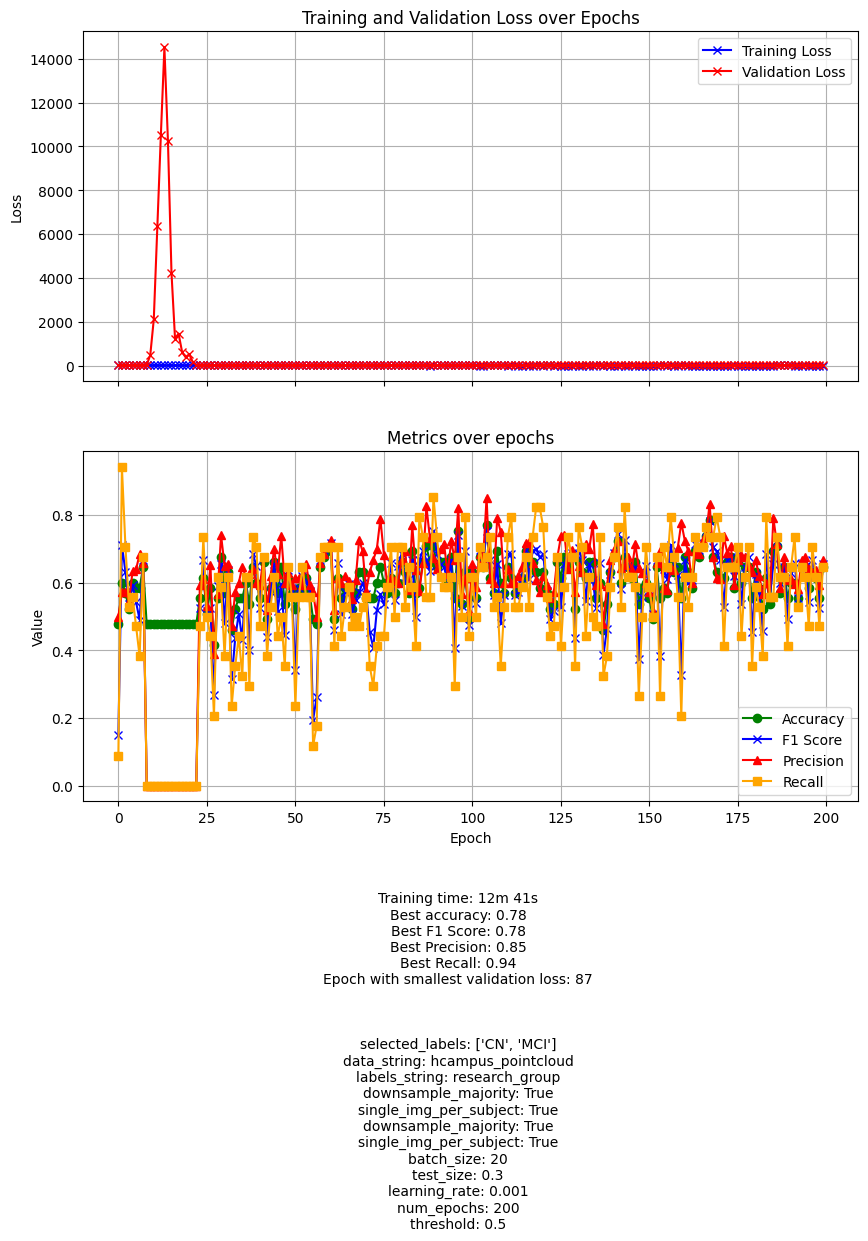 Training and Validation Loss over Epochs
Training Loss
Validation Loss
14000
12000
10000
8000
6000
4000
2000
0
Loss
Metrics over epochs
0.8
0.6
0.4
0.2
0.0
Value
Accuracy
F1 Score
Precision
Recall
0 25 50 75 100 125 150 175 200
Epoch
Training time: 12m 41s
Best accuracy: 0.78
Best F1 Score: 0.78
Best Precision: 0.85
Best Recall: 0.94
Epoch with smallest validation loss: 87
selected_labels: ['CN', 'MCI']
data_string: hcampus_pointcloud
labels_string: research_group
downsample_majority: True
single_img_per_subject: True
downsample_majority: True
single_img_per_subject: True
batch_size: 20
test_size: 0.3
learning_rate: 0.001
num_epochs: 200
threshold: 0.5